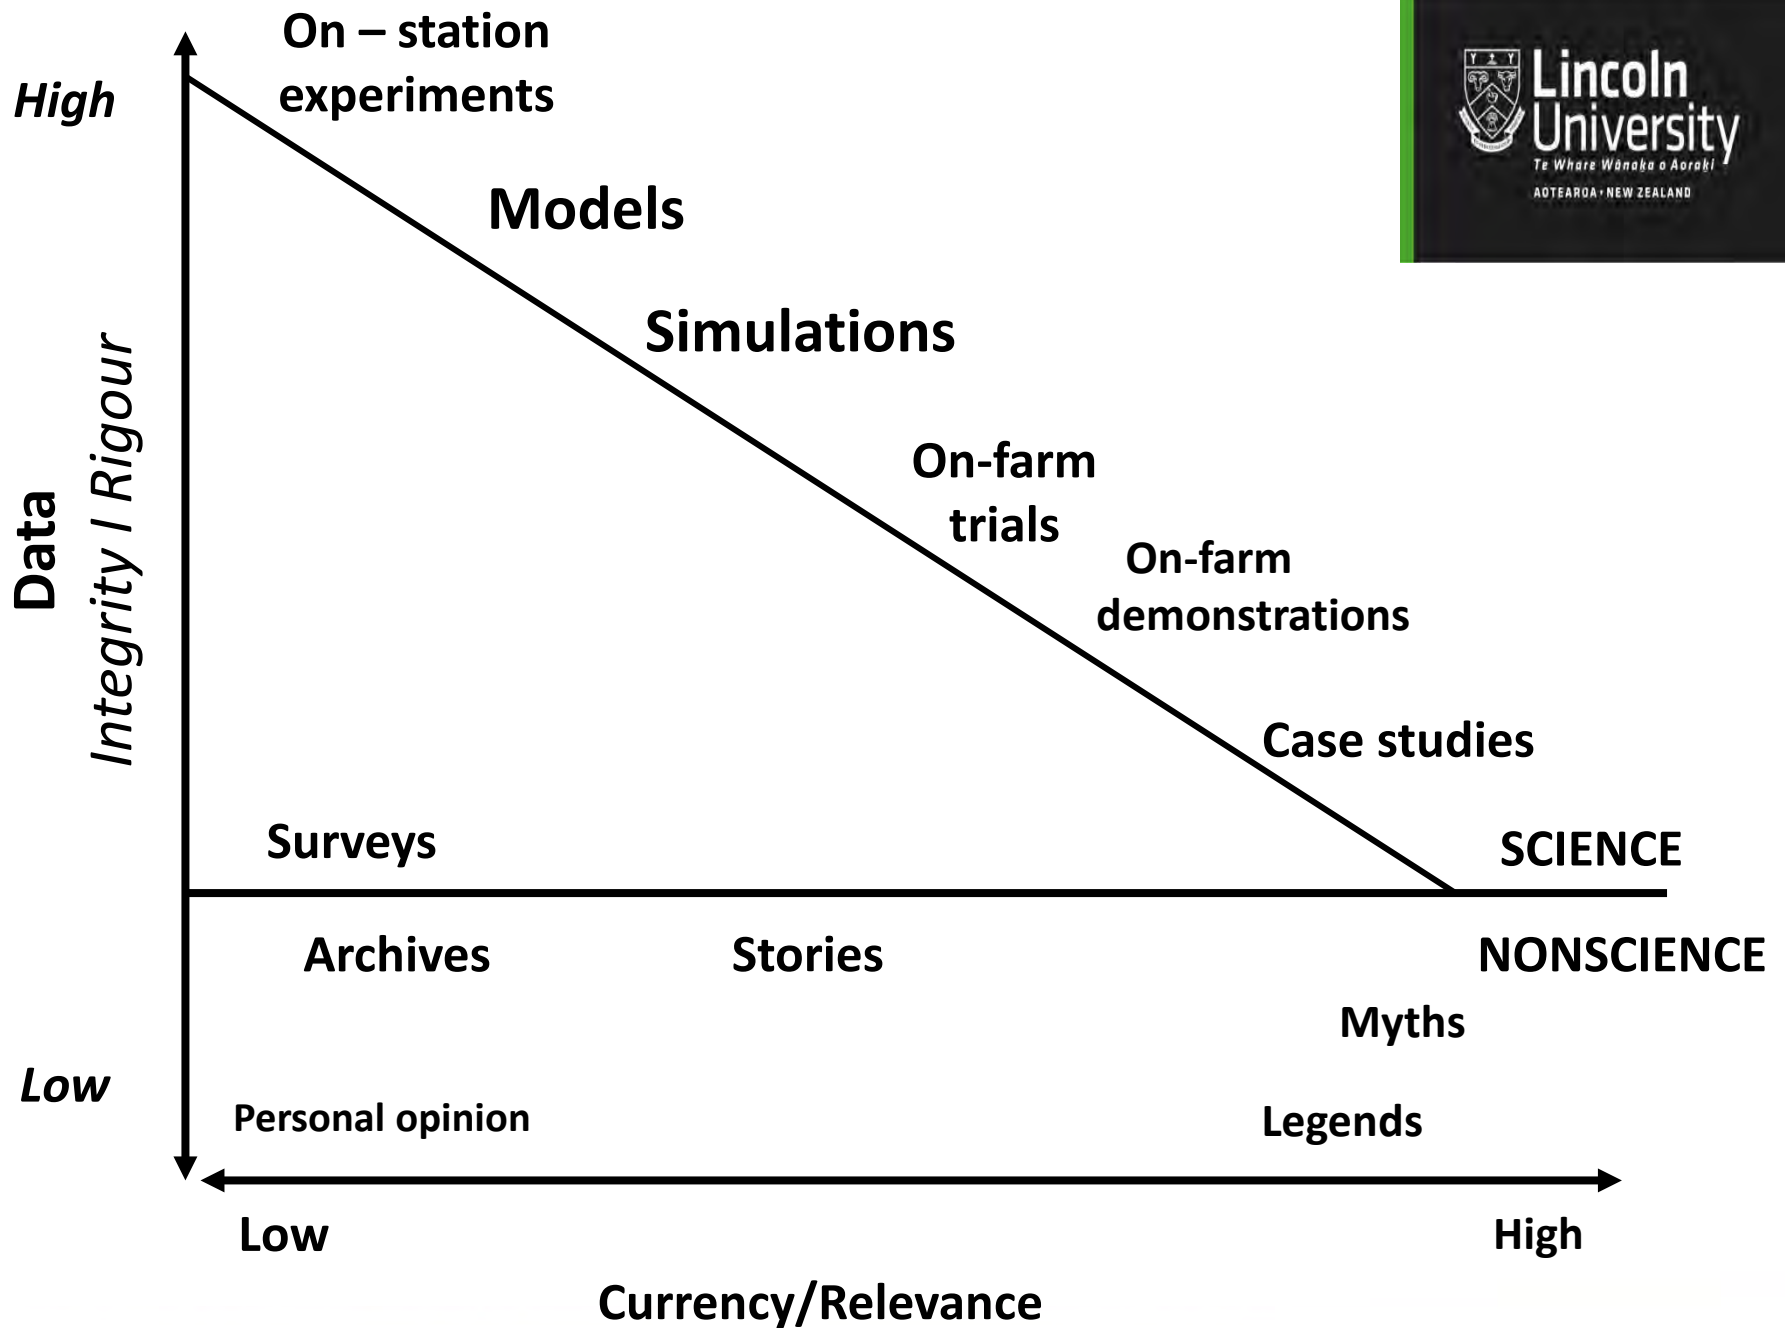 On – station
experiments
High
Lincoln
University
Te Whare Wānaka o Aoraki
AOTEAROA • NEW ZEALAND
Models
Simulations
Data
Integrity I Rigour
On-farm
trials
On-farm
demonstrations
Case studies
Surveys
SCIENCE
Archives
Stories
NONSCIENCE
Myths
Low
Personal opinion
Legends
Low
High
Currency/Relevance